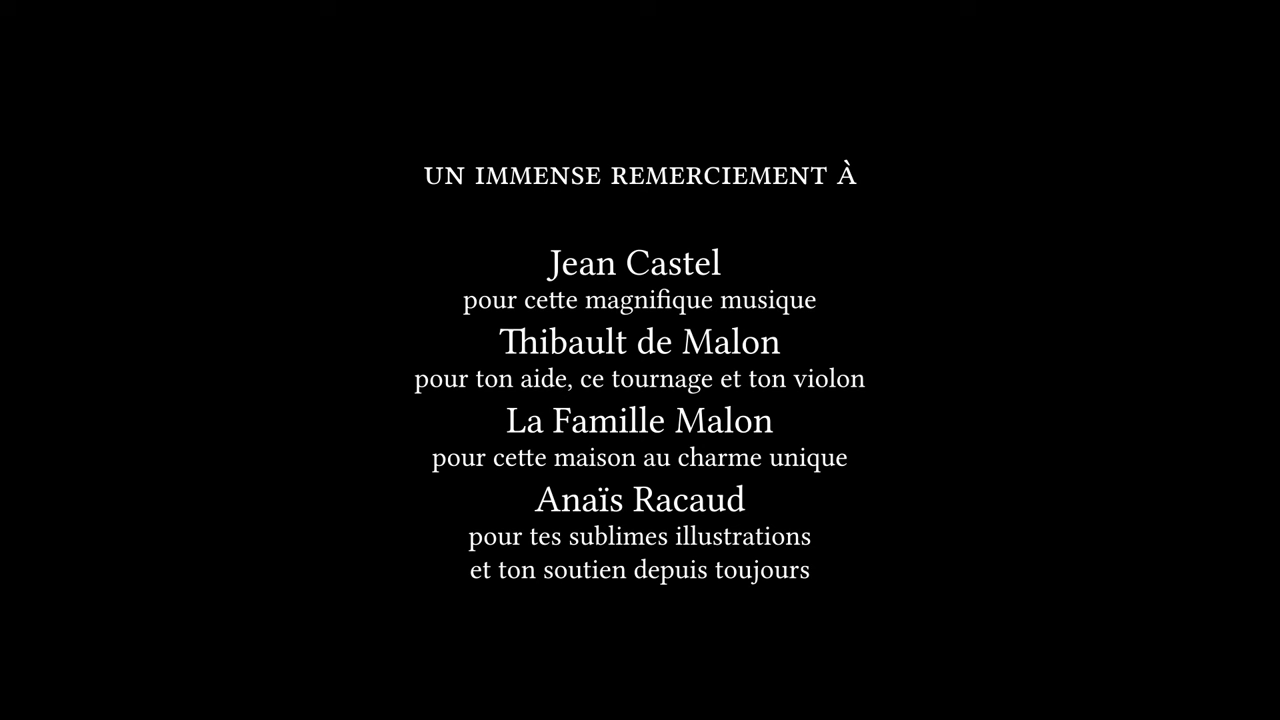 UN IMMENSE REMERCIEMENT À
Jean Castel
pour cette magnifique musique
Thibault de Malon
pour ton aide, ce tournage et ton violon
La Famille Malon
pour cette maison au charme unique
Anaïs Racaud
pour tes sublimes illustrations
et ton soutien depuis toujours